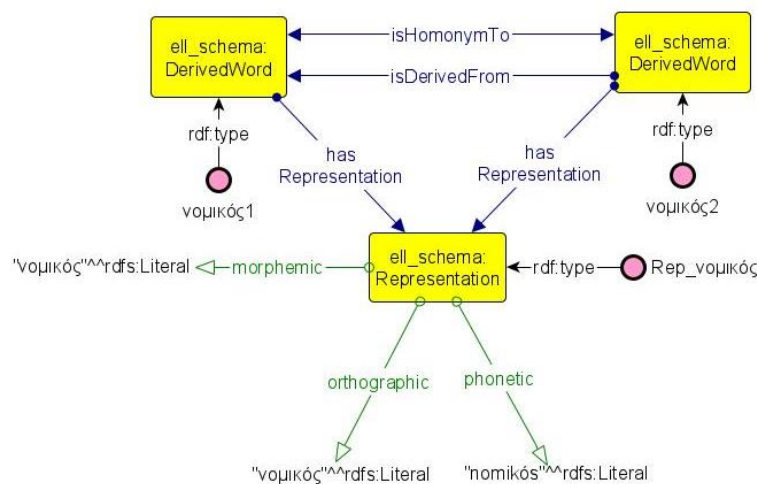 ell_schema:
DerivedWord
isHomonymTo
ell_schema:
DerivedWord
isDerivedFrom
rdf:type
has
Representation
has
Representation
rdf:type
νομικός1
νομικός2
ell_schema:
Representation
"νομικός"^^rdfs:Literal
morphemic
rdf:type
Rep_νομικός
orthographic
phonetic
"νομικός"^^rdfs:Literal
"nomikós"^^rdfs:Literal